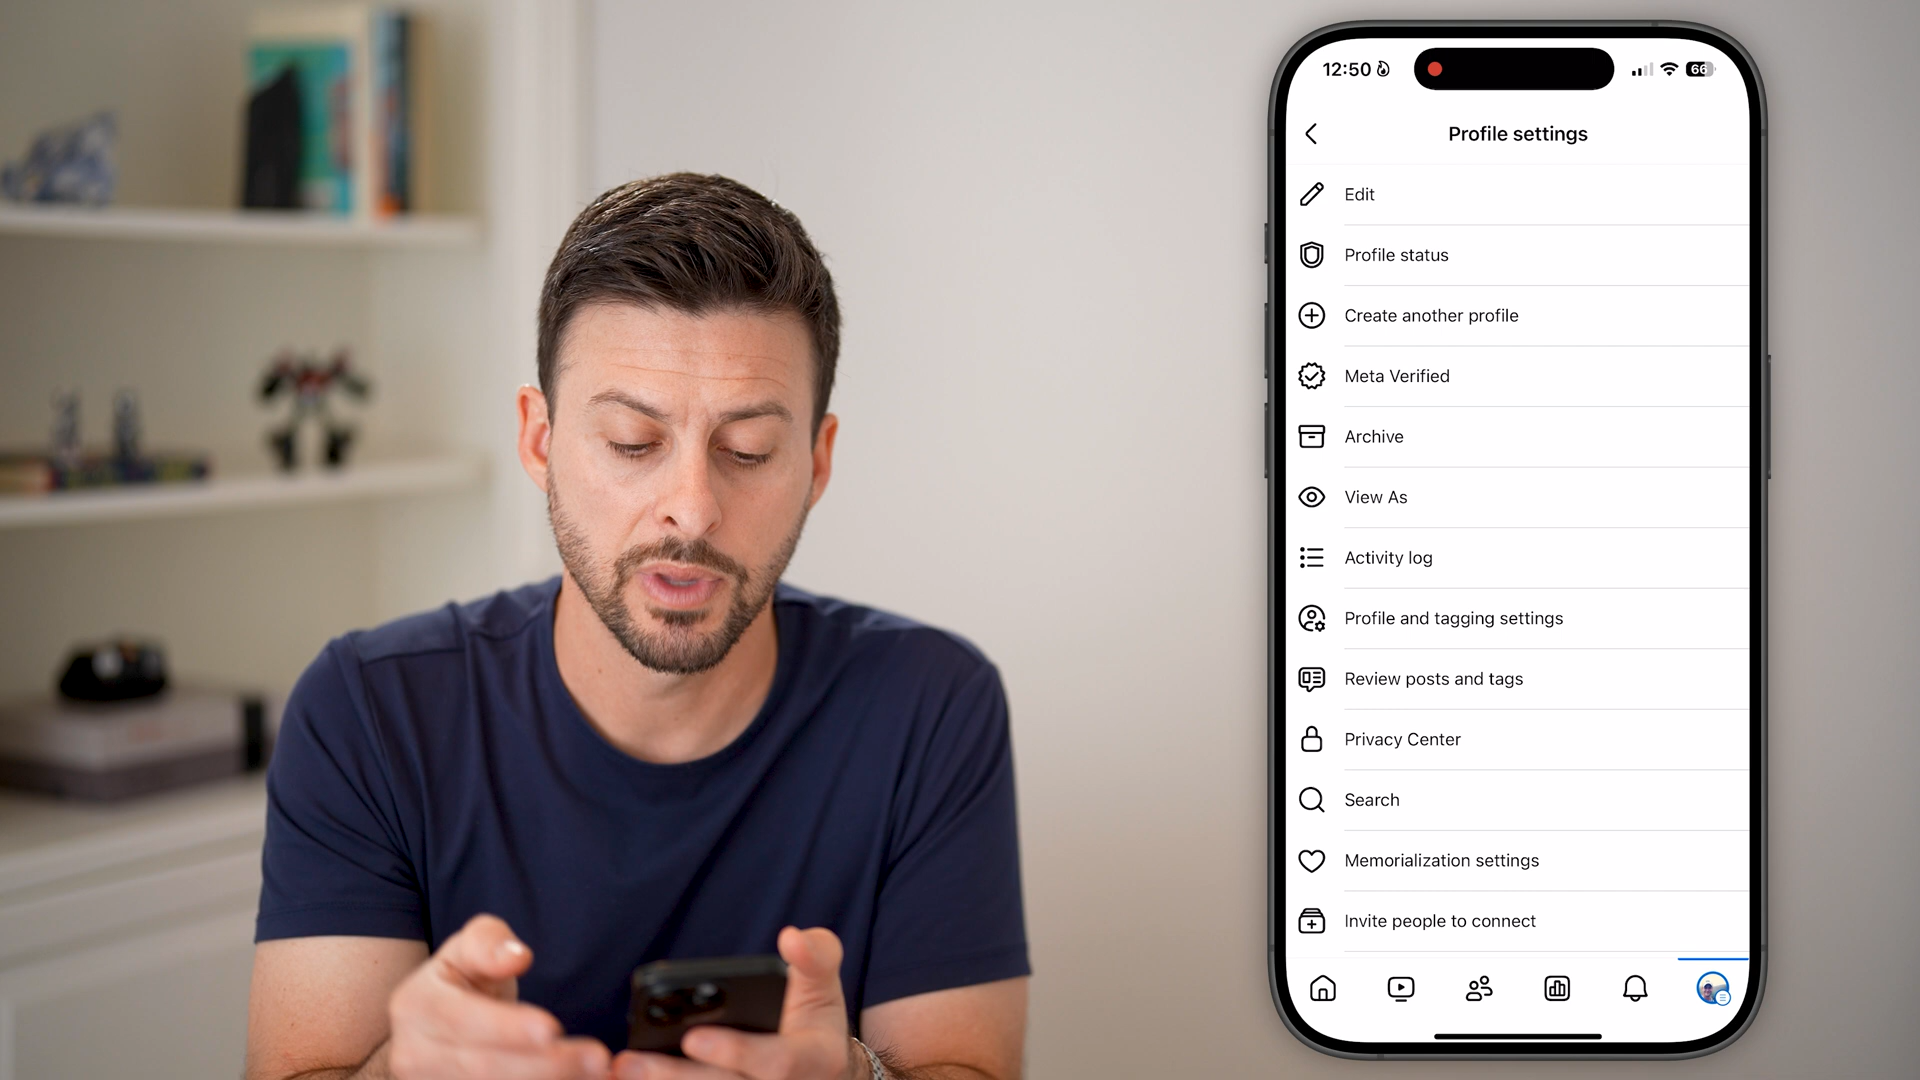 12:50
66
Profile settings
Edit
Profile status
Create another profile
Meta Verified
Archive
View As
Activity log
Profile and tagging settings
Review posts and tags
Privacy Center
Search
Memorialization settings
Invite people to connect